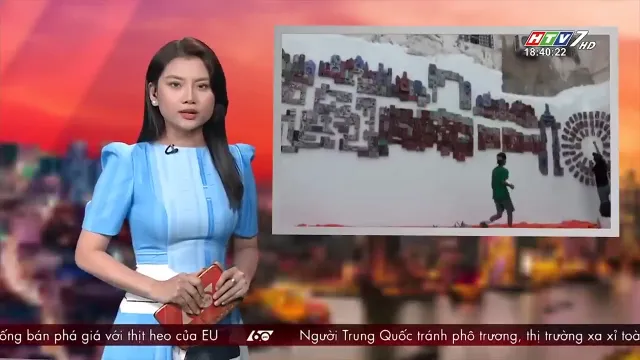 HTV7 HD
18:40:22
ống bán phá giá với thịt heo của EU
60
Người Trung Quốc tránh phô trương, thị trường xa xỉ toà